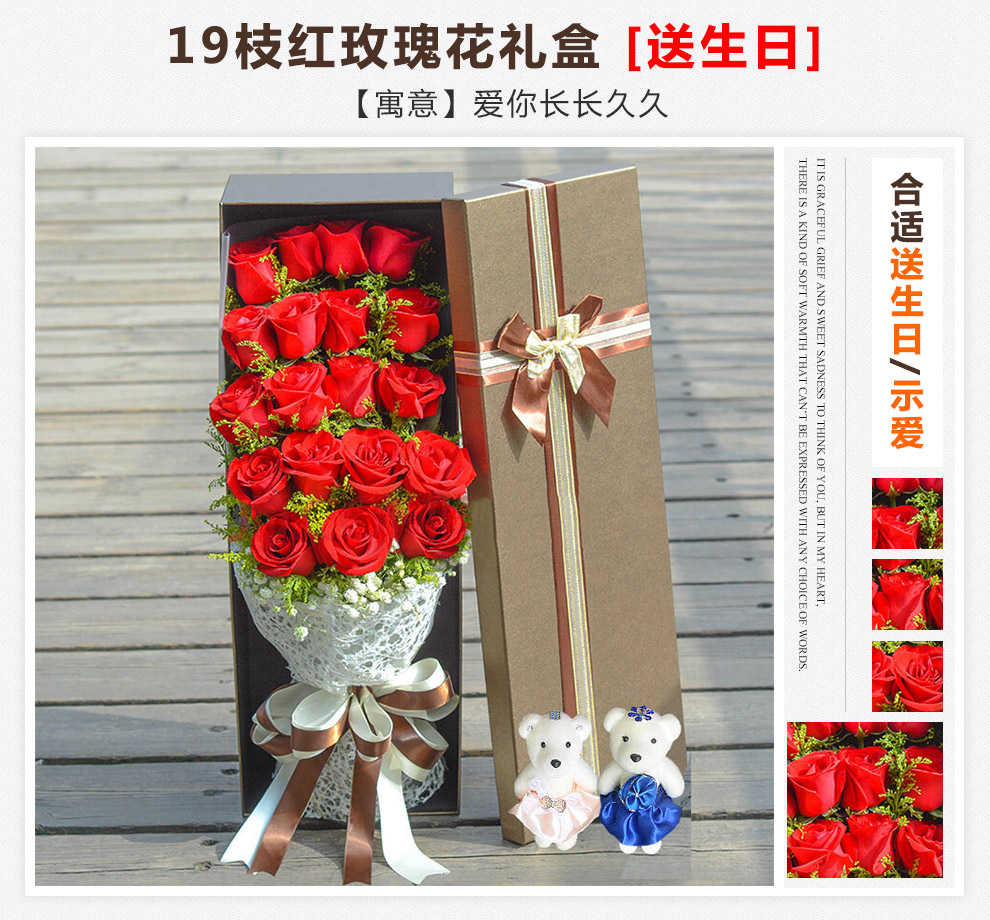 19枝红玫瑰花礼盒 [送生日]
【寓意】爱你长长久久
合适送生日/示爱
IT IS GRACEFUL GRIEF AND SWEET SADNESS TO THINK OF YOU, BUT IN MY HEART,
THERE IS A KIND OF SOFT WARMTH THAT CAN'T BE EXPRESSED WITH ANY CHOICE OF WORDS.